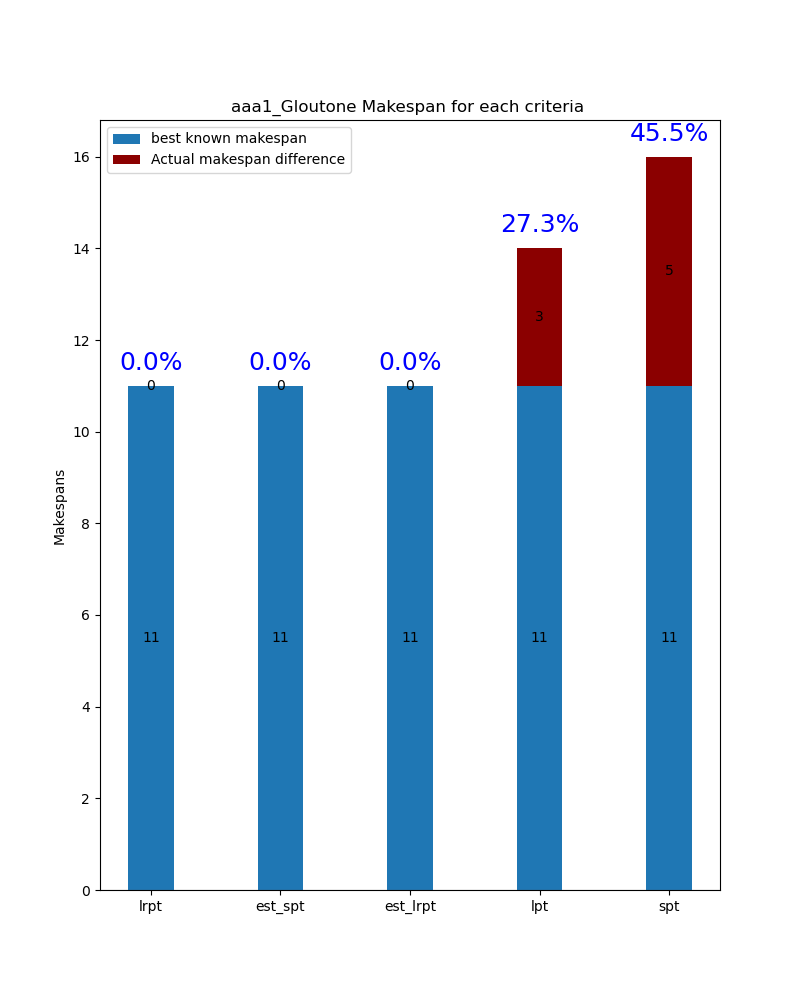 aaa1_Gloutone Makespan for each criteria
best known makespan
Actual makespan difference
45.5%
27.3%
0.0% 0.0% 0.0%
0 0 0 3 5
11 11 11 11 11
Makespans
16
14
12
10
8
6
4
2
0
lrpt est_spt est_lrpt lpt spt